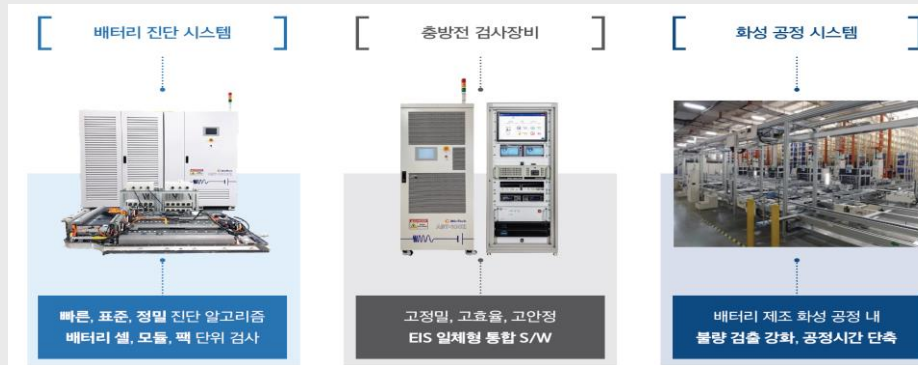 배터리 진단 시스템
충방전 검사장비
화성 공정 시스템
빠른, 표준, 정밀 진단 알고리즘
배터리 셀, 모듈, 팩 단위 검사
고정밀, 고효율, 고안정
EIS 일체형 통합 S/W
배터리 제조 화성 공정 내
불량 검출 강화, 공정시간 단축